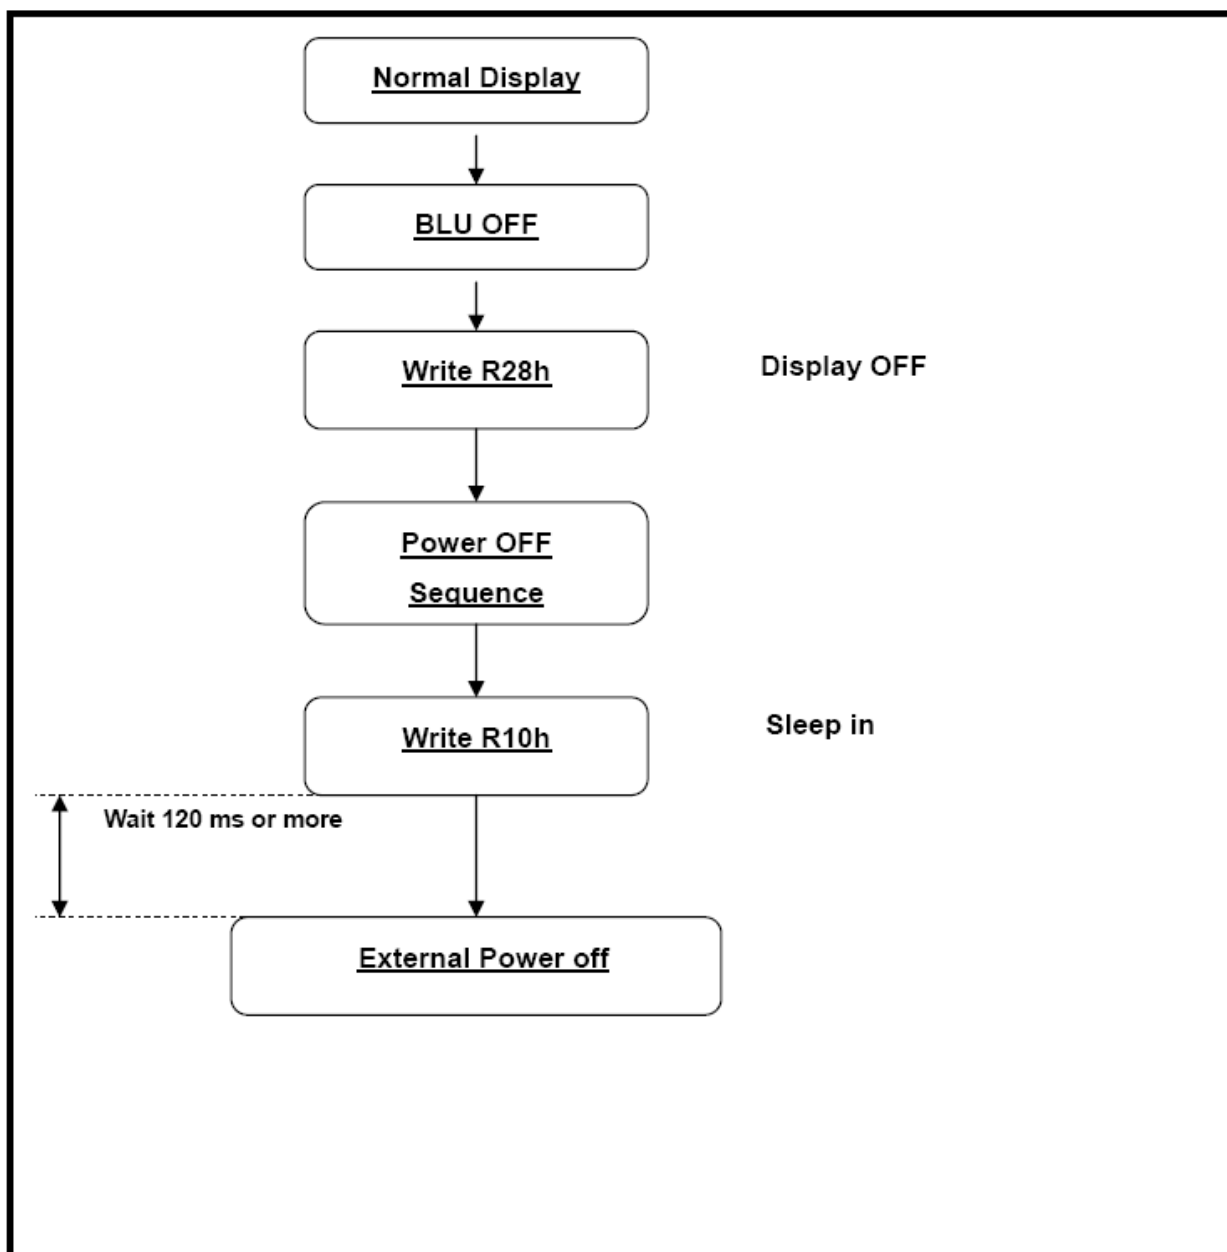 Normal Display
BLU OFF
Write R28h
Display OFF
Power OFF
Sequence
Write R10h
Sleep in
Wait 120 ms or more
External Power off